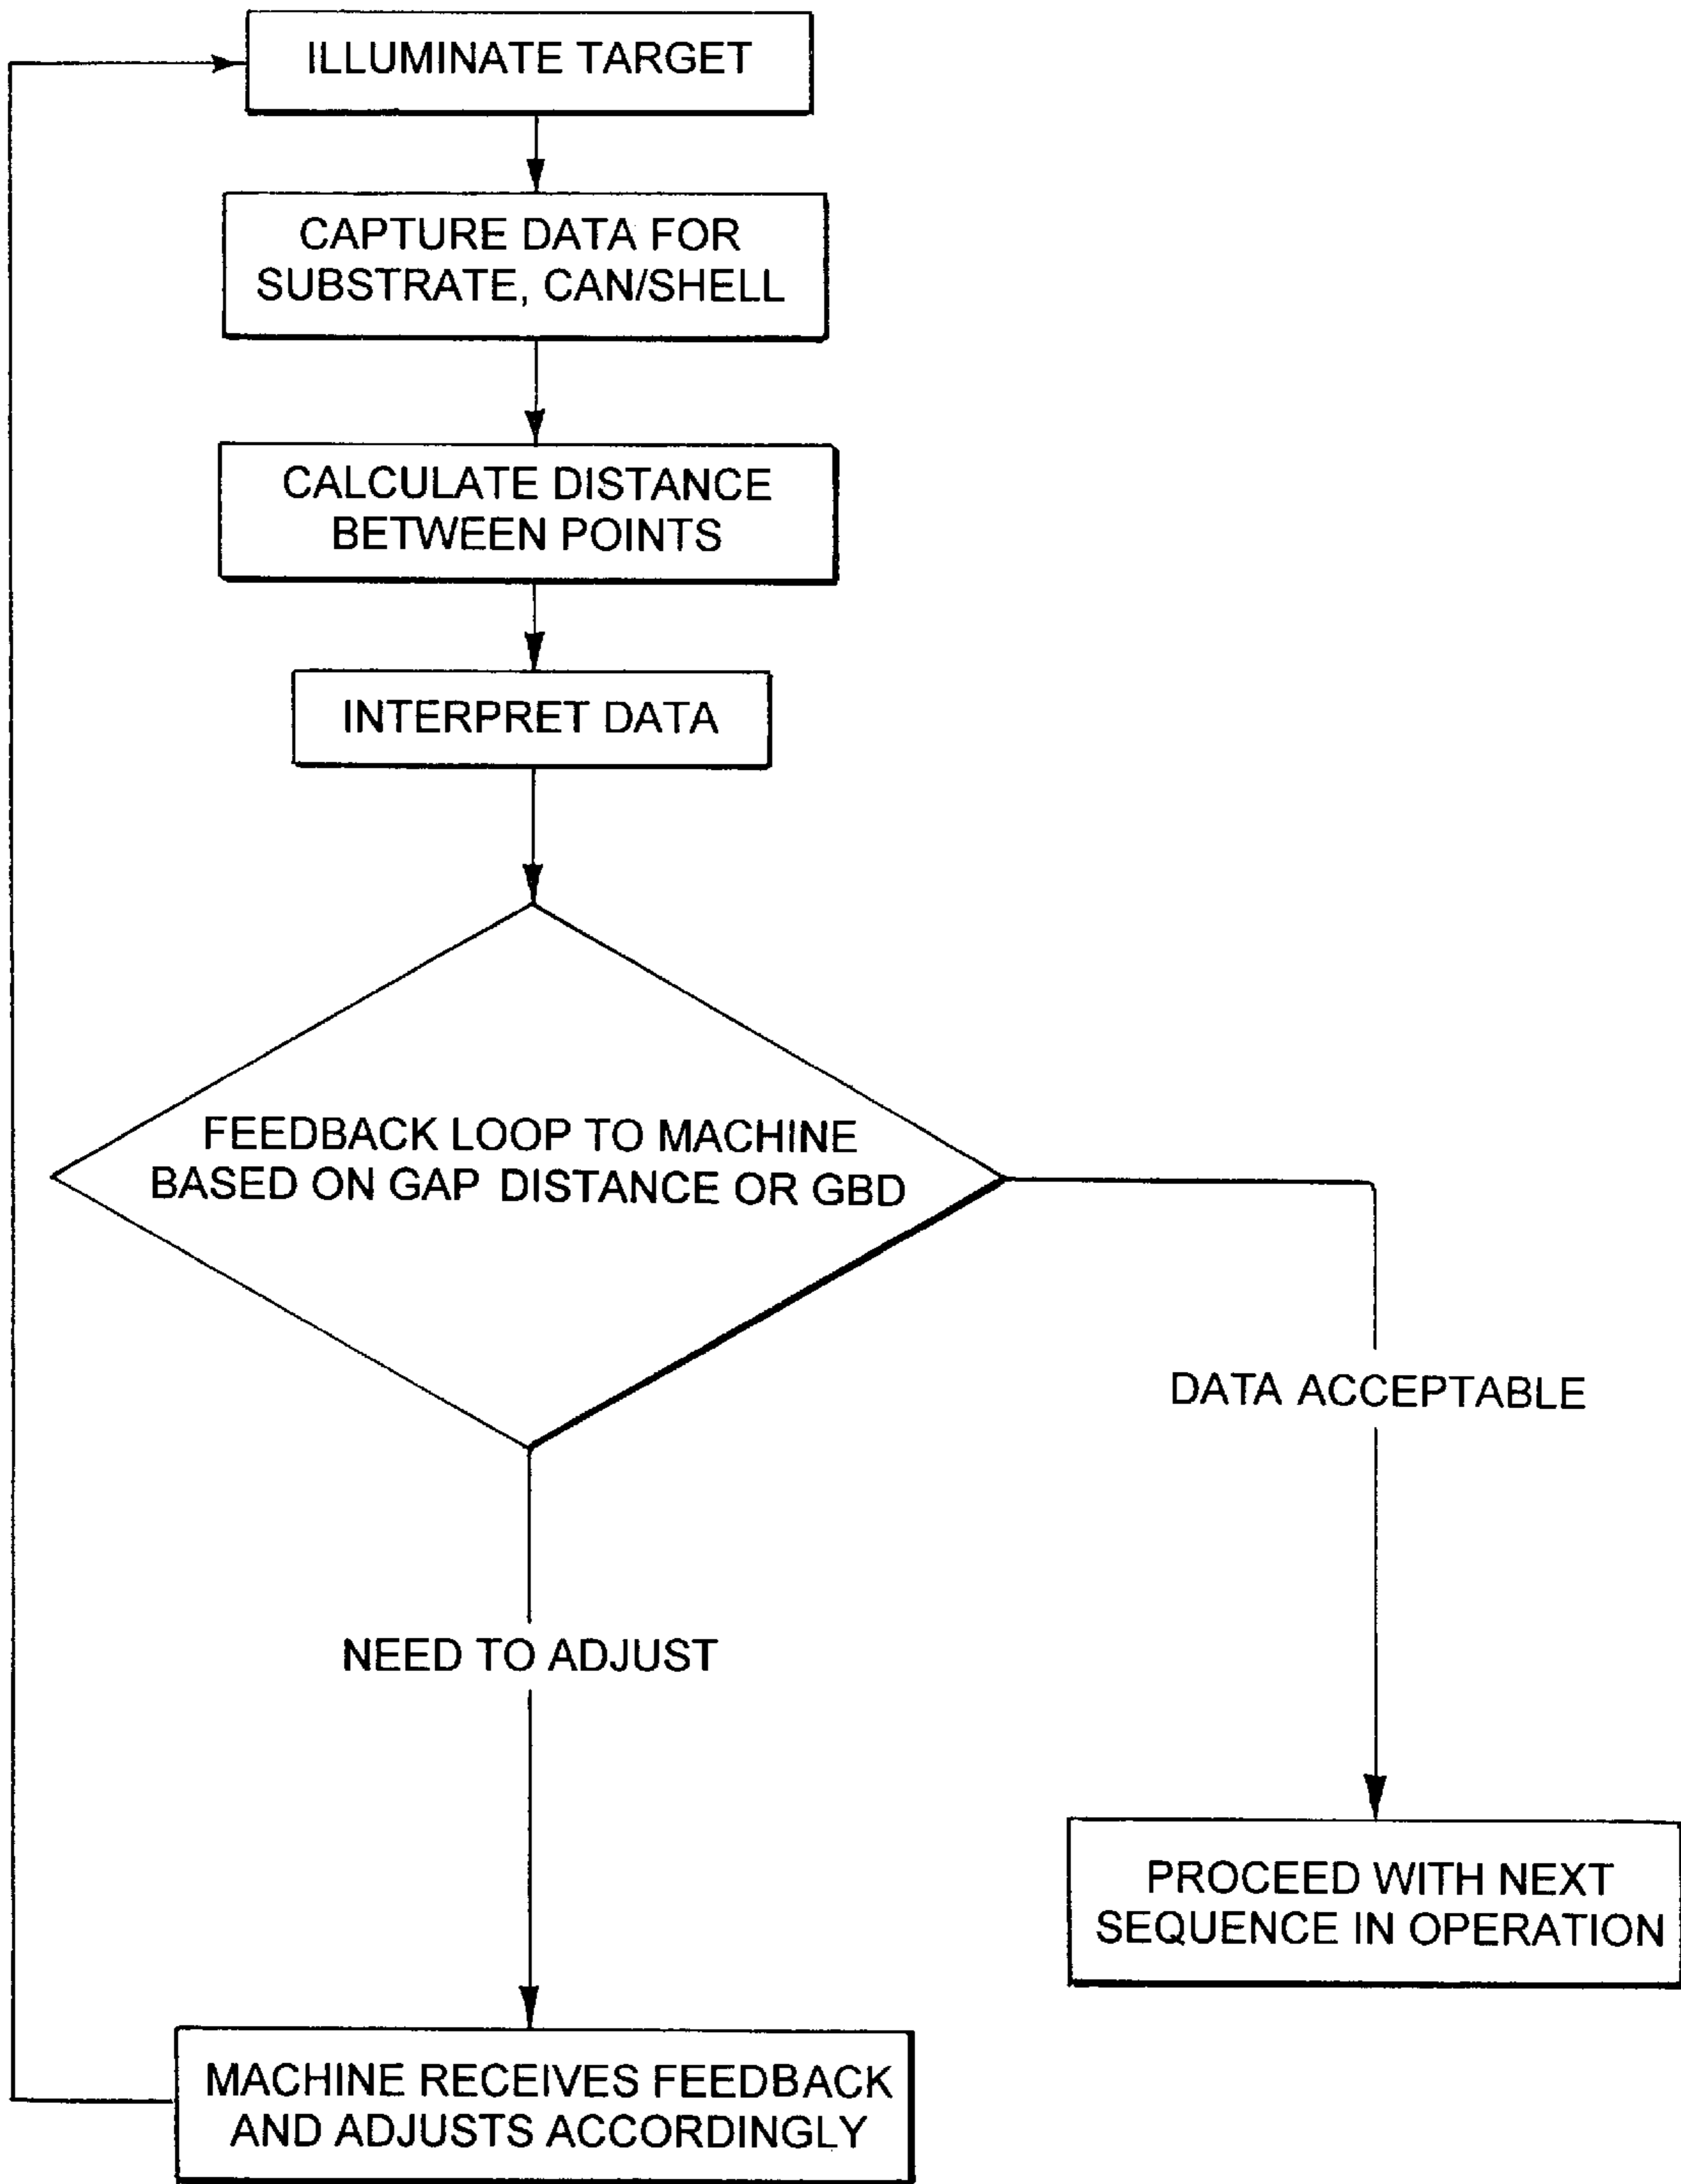 ILLUMINATE TARGET
CAPTURE DATA FOR
SUBSTRATE, CAN/SHELL
CALCULATE DISTANCE
BETWEEN POINTS
INTERPRET DATA
FEEDBACK LOOP TO MACHINE
BASED ON GAP DISTANCE OR GBD
DATA ACCEPTABLE
NEED TO ADJUST
PROCEED WITH NEXT
SEQUENCE IN OPERATION
MACHINE RECEIVES FEEDBACK
AND ADJUSTS ACCORDINGLY